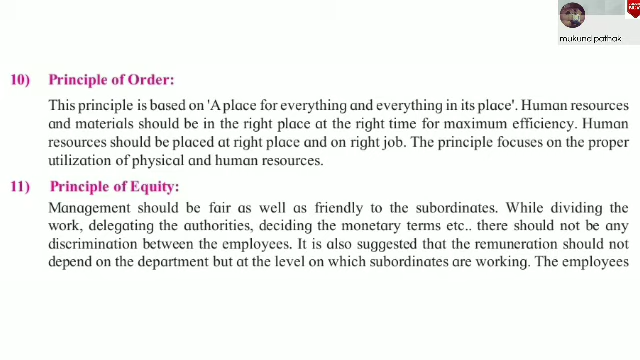 mukund pathak
10) Principle of Order:
This principle is based on 'A place for everything and everything in its place'. Human resources
and materials should be in the right place at the right time for maximum efficiency. Human
resources should be placed at right place and on right job. The principle focuses on the proper
utilization of physical and human resources.
11) Principle of Equity:
Management should be fair as well as friendly to the subordinates. While dividing the
work, delegating the authorities, deciding the monetary terms etc.. there should not be any
discrimination between the employees. It is also suggested that the remuneration should not
depend on the department but at the level on which subordinates are working. The employees